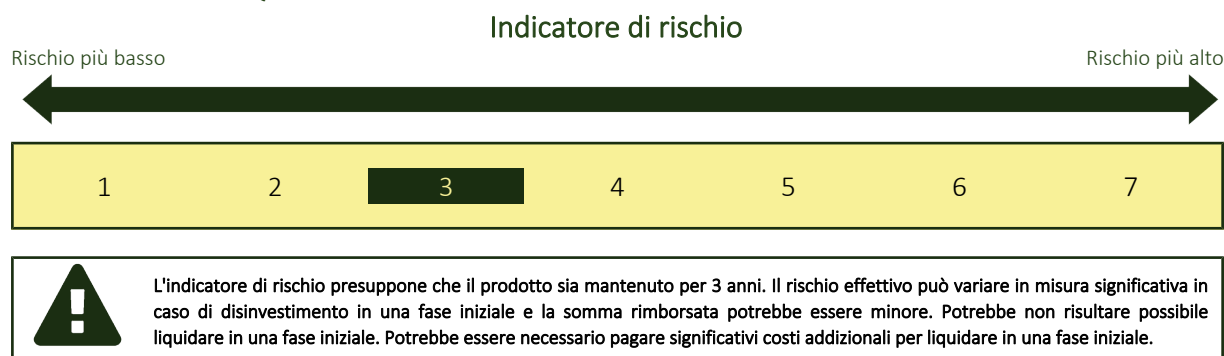 Indicatore di rischio
Rischio più basso
Rischio più alto
1 2 3 4 5 6 7
L'indicatore di rischio presuppone che il prodotto sia mantenuto per 3 anni. Il rischio effettivo può variare in misura significativa in
caso di disinvestimento in una fase iniziale e la somma rimborsata potrebbe essere minore. Potrebbe non risultare possibile
liquidare in una fase iniziale. Potrebbe essere necessario pagare significativi costi addizionali per liquidare in una fase iniziale.